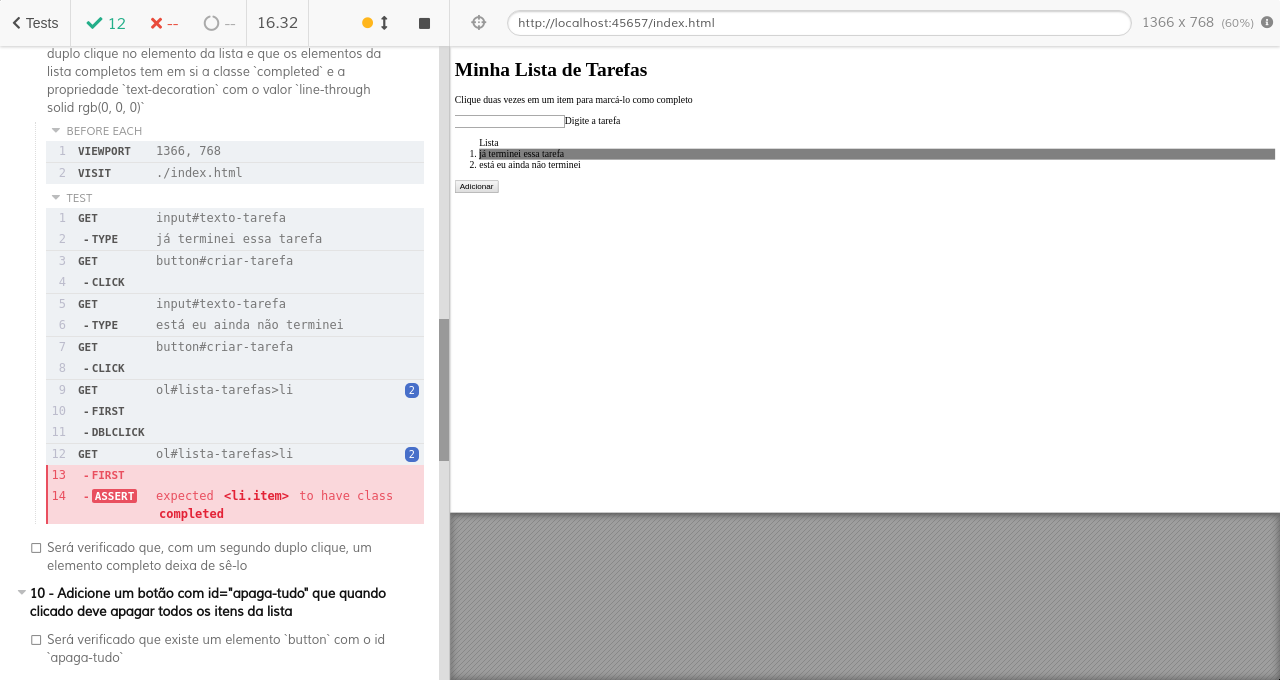 Tests
12
--
--
16.32
http://localhost:45657/index.html
1366 x 768 (60%)
duplo clique no elemento da lista e que os elementos da
lista completos tem em si a classe `completed` e a
propriedade `text-decoration` com o valor `line-through
solid rgb(0, 0, 0)`
BEFORE EACH
1 VIEWPORT 1366, 768
2 VISIT ./index.html
TEST
1 GET input#texto-tarefa
2 -TYPE já terminei essa tarefa
3 GET button#criar-tarefa
4 -CLICK
5 GET input#texto-tarefa
6 -TYPE está eu ainda não terminei
7 GET button#criar-tarefa
8 -CLICK
9 GET ol#lista-tarefas>li 2
10 -FIRST
11 -DBLCLICK
12 GET ol#lista-tarefas>li 2
13 -FIRST
14 -ASSERT expected <li.item> to have class
completed
Será verificado que, com um segundo duplo clique, um
elemento completo deixa de sê-lo
10 - Adicione um botão com id="apaga-tudo" que quando
clicado deve apagar todos os itens da lista
Será verificado que existe um elemento `button` com o id
`apaga-tudo`
Minha Lista de Tarefas
Clique duas vezes em um item para marcá-lo como completo
Digite a tarefa
Lista
1. já terminei essa tarefa
2. está eu ainda não terminei
Adicionar